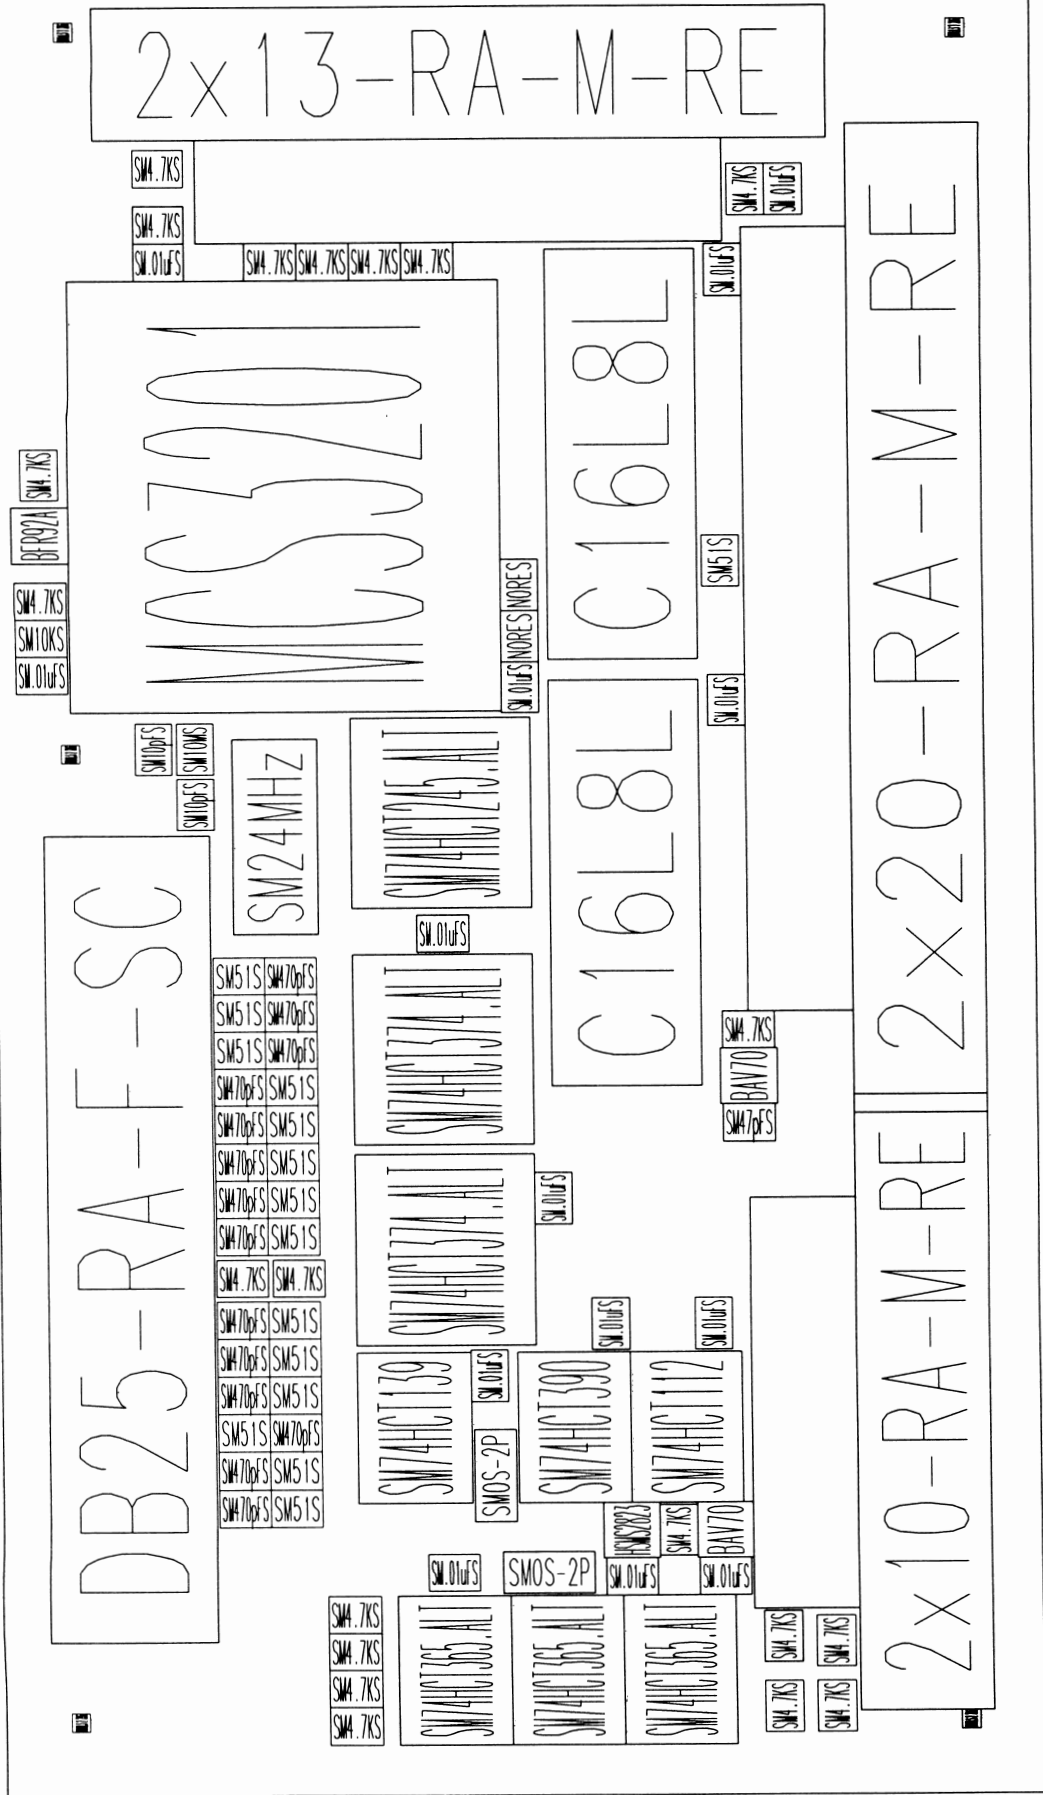 2x13-RA-M-RE
SM4.7KS
SM4.7KS
SM.01uFS
SM4.7KS
SM.01uFS
SM4.7KS
SM4.7KS
SM4.7KS
SM4.7KS
SM.01uFS
MCS3201
C16L8L
2x20-RA-M-RE
SM4.7KS
BFR92A
SM4.7KS
SM10KS
SM.01uFS
NORES
NORES
SM.01uFS
SM51S
SM.01uFS
C16L8L
SM10pFS
SM10MS
SM10pFS
SM24MHz
SM74HCT245.ALT
SM.01uFS
DB25-RA-F-SC
SM51S SM470pFS
SM51S SM470pFS
SM51S SM470pFS
SM470pFS SM51S
SM470pFS SM51S
SM470pFS SM51S
SM470pFS SM51S
SM470pFS SM51S
SM4.7KS SM4.7KS
SM470pFS SM51S
SM470pFS SM51S
SM470pFS SM51S
SM51S SM470pFS
SM470pFS SM51S
SM470pFS SM51S
SM74HCT374.ALT
SM74HCT374.ALT
SM.01uFS
SM4.7KS
BAV70
SM47pFS
2x10-RA-M-RE
SM.01uFS
SM.01uFS
SM74HCT139
SM.01uFS
SMOS-2P
SM74HCT390
SM74HCT112
HSMS2823
SM4.7KS
BAV70
SM.01uFS
SMOS-2P
SM.01uFS
SM.01uFS
SM4.7KS
SM4.7KS
SM4.7KS
SM4.7KS
SM74HCT365.ALT
SM74HCT365.ALT
SM74HCT365.ALT
SM4.7KS
SM4.7KS
SM4.7KS
SM4.7KS